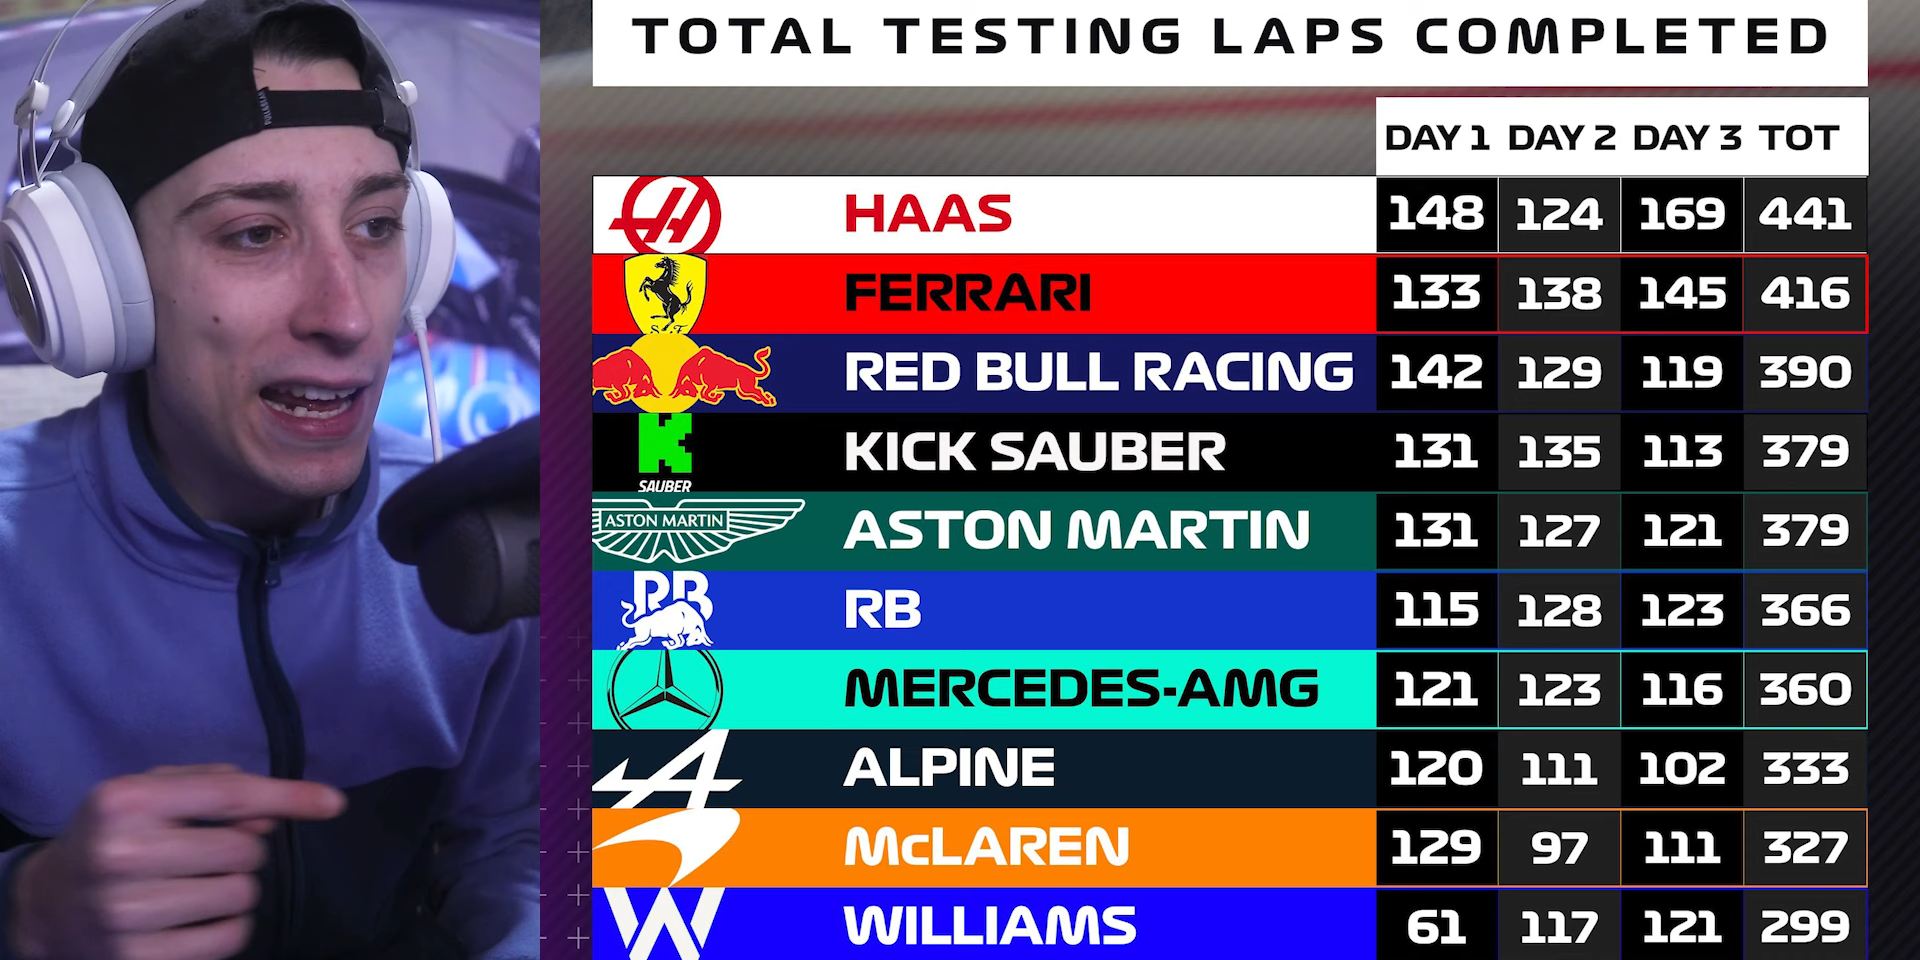 TOTAL TESTING LAPS COMPLETED
DAY 1 DAY 2 DAY 3 TOT
HAAS 148 124 169 441
S F
FERRARI 133 138 145 416
RED BULL RACING 142 129 119 390
K
SAUBER
KICK SAUBER 131 135 113 379
ASTON MARTIN
ASTON MARTIN 131 127 121 379
RB
RB 115 128 123 366
MERCEDES-AMG 121 123 116 360
ALPINE 120 111 102 333
McLAREN 129 97 111 327
WILLIAMS 61 117 121 299